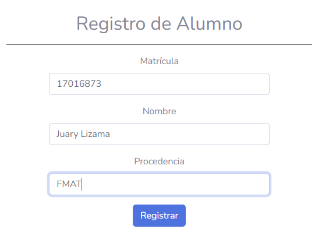 Registro de Alumno
Matrícula
17016873
Nombre
Juary Lizama
Procedencia
FMAT
Registrar